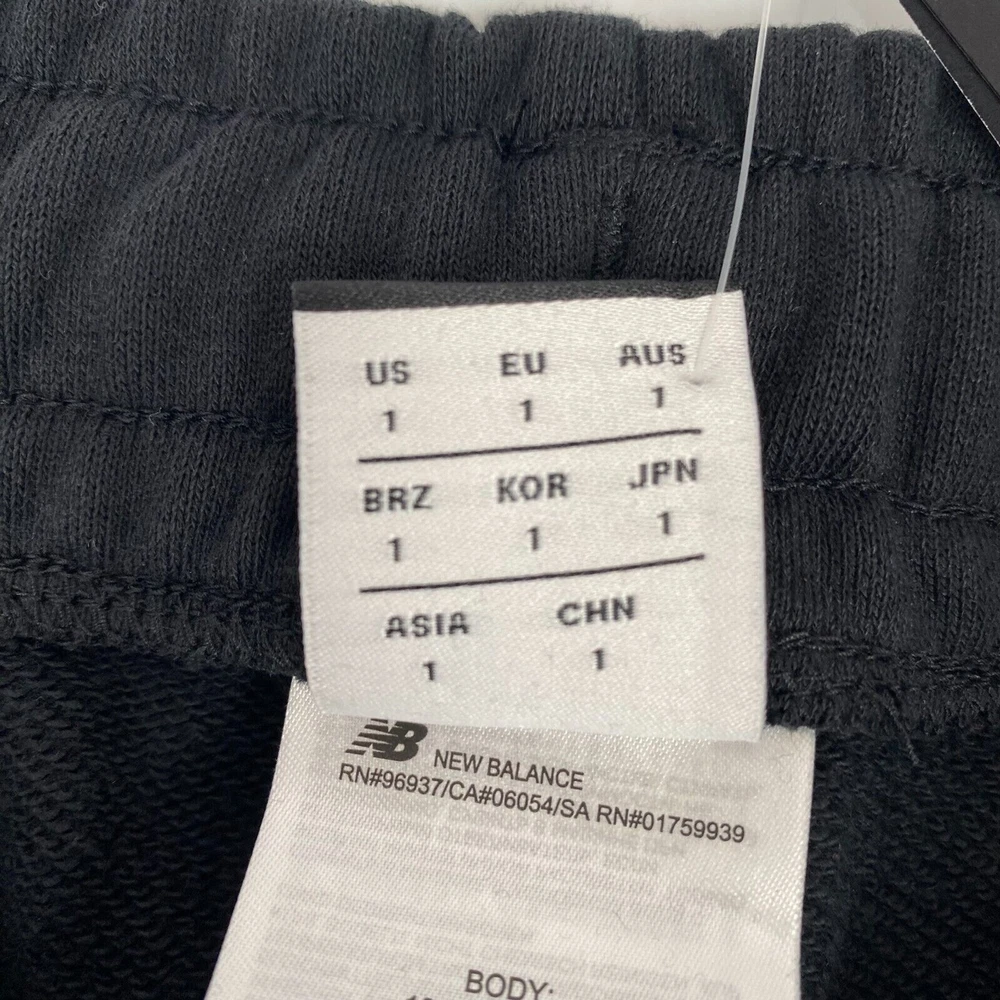 US EU AUS
1 1 1
BRZ KOR JPN
1 1 1
ASIA CHN
1 1
NB NEW BALANCE
RN#96937/CA#06054/SA RN#01759939
BODY: